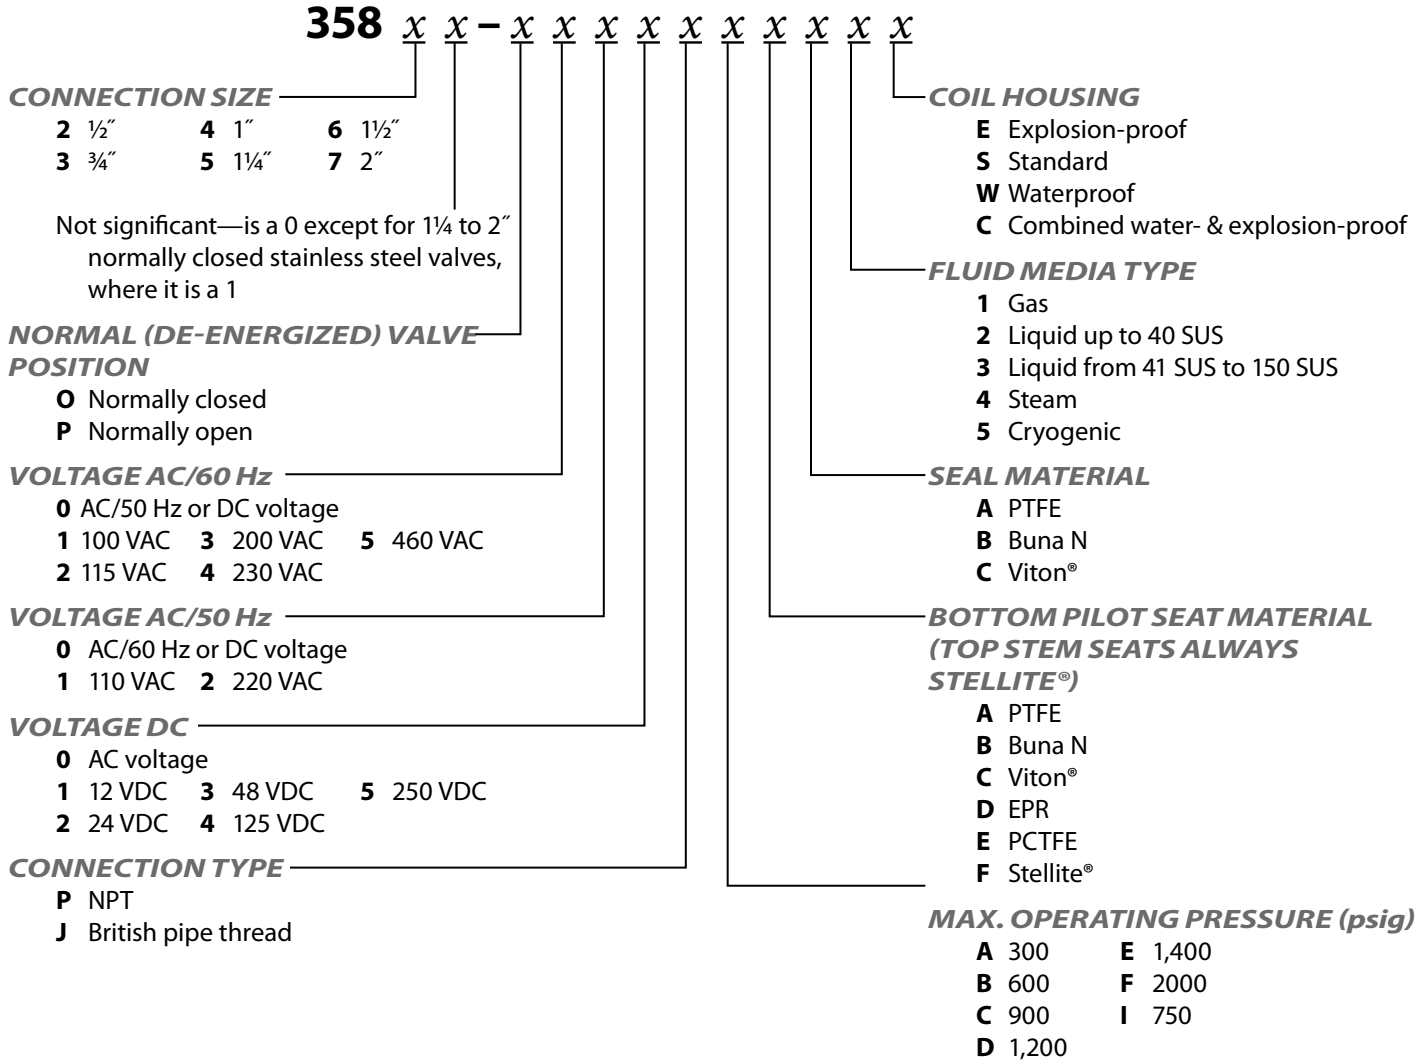 358 x x – x x x x x x x x x x
CONNECTION SIZE
2 ½″ 4 1″ 6 1½″
3 ¾″ 5 1¼″ 7 2″
Not significant—is a 0 except for 1¼ to 2″
normally closed stainless steel valves,
where it is a 1
NORMAL (DE-ENERGIZED) VALVE
POSITION
O Normally closed
P Normally open
VOLTAGE AC/60 Hz
0 AC/50 Hz or DC voltage
1 100 VAC 3 200 VAC 5 460 VAC
2 115 VAC 4 230 VAC
VOLTAGE AC/50 Hz
0 AC/60 Hz or DC voltage
1 110 VAC 2 220 VAC
VOLTAGE DC
0 AC voltage
1 12 VDC 3 48 VDC 5 250 VDC
2 24 VDC 4 125 VDC
CONNECTION TYPE
P NPT
J British pipe thread
COIL HOUSING
E Explosion-proof
S Standard
W Waterproof
C Combined water- & explosion-proof
FLUID MEDIA TYPE
1 Gas
2 Liquid up to 40 SUS
3 Liquid from 41 SUS to 150 SUS
4 Steam
5 Cryogenic
SEAL MATERIAL
A PTFE
B Buna N
C Viton®
BOTTOM PILOT SEAT MATERIAL
(TOP STEM SEATS ALWAYS
STELLITE®)
A PTFE
B Buna N
C Viton®
D EPR
E PCTFE
F Stellite®
MAX. OPERATING PRESSURE (psig)
A 300 E 1,400
B 600 F 2000
C 900 I 750
D 1,200